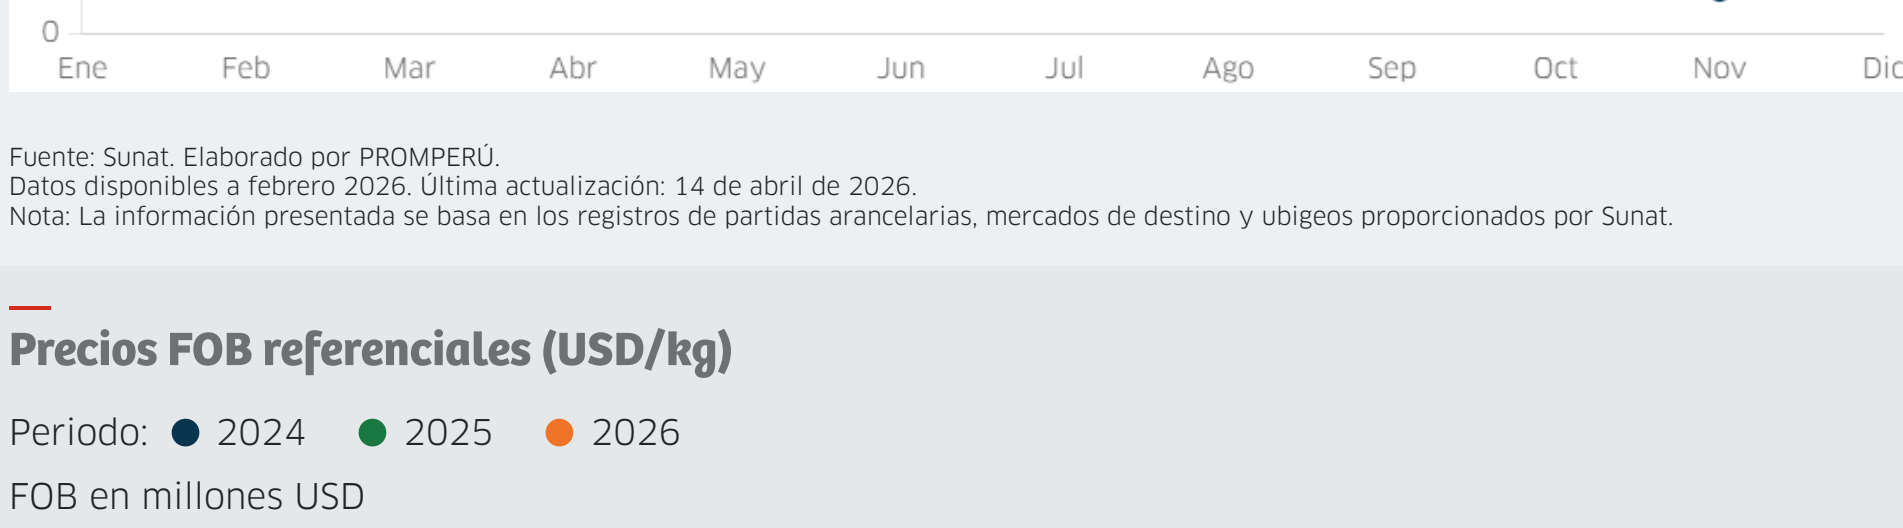 0
Ene Feb Mar Abr May Jun Jul Ago Sep Oct Nov Dic
Fuente: Sunat. Elaborado por PROMPERÚ.
Datos disponibles a febrero 2026. Última actualización: 14 de abril de 2026.
Nota: La información presentada se basa en los registros de partidas arancelarias, mercados de destino y ubigeos proporcionados por Sunat.
Precios FOB referenciales (USD/kg)
Periodo: 2024 2025 2026
FOB en millones USD